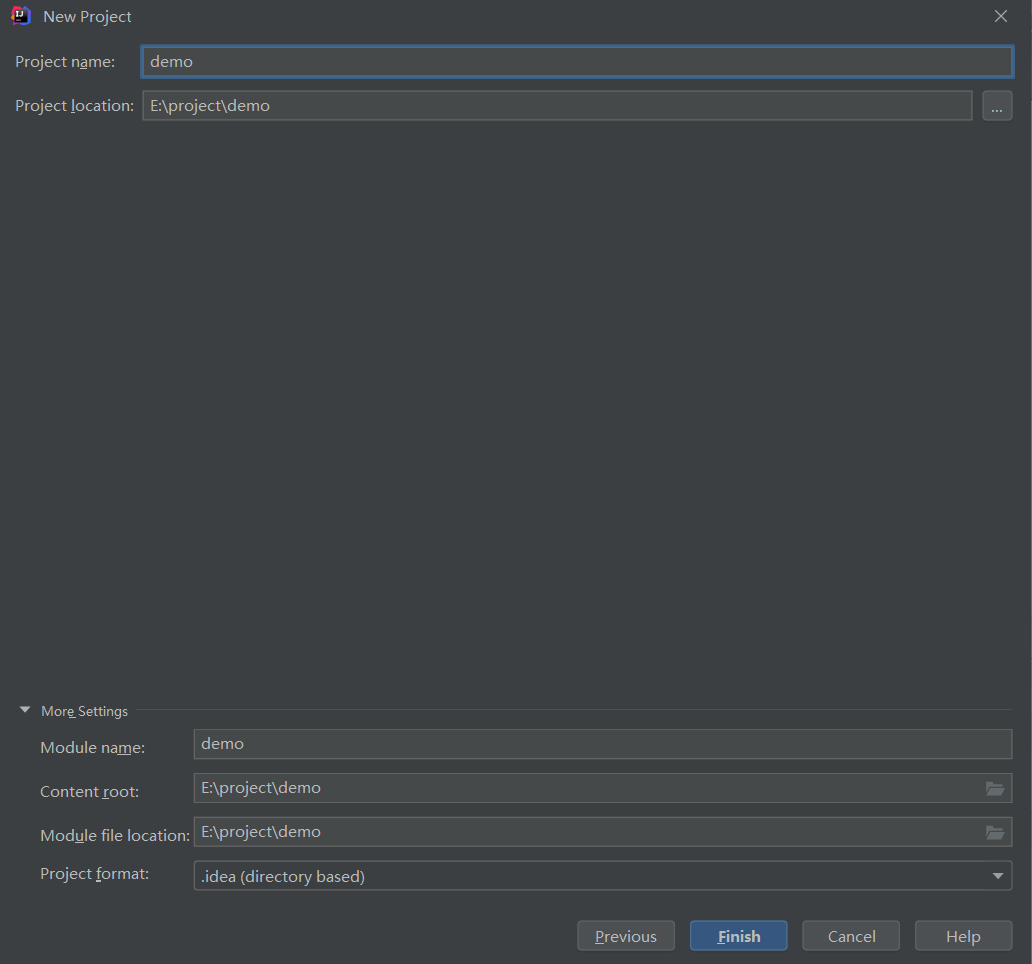 New Project
Project name: demo
Project location: E:\project\demo ...
More Settings
Module name: demo
Content root: E:\project\demo
Module file location: E:\project\demo
Project format: .idea (directory based)
Previous Finish Cancel Help